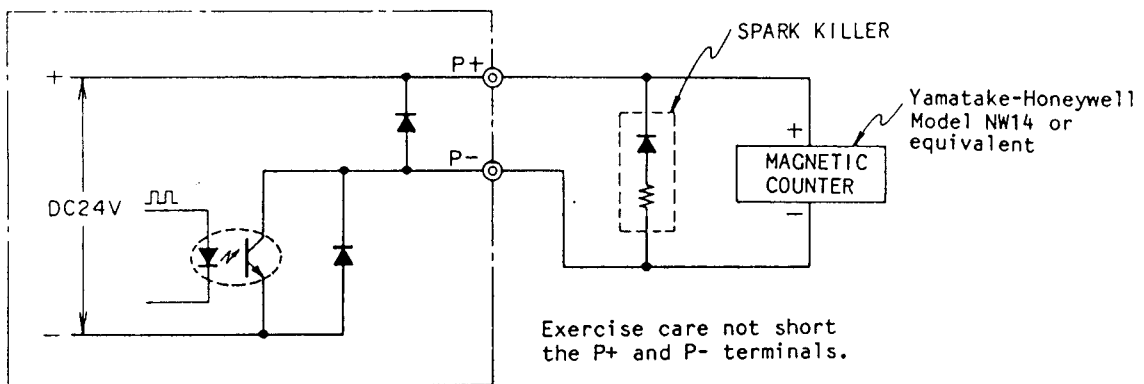 SPARK KILLER
+
P+
Yamatake-Honeywell
Model NW14 or
equivalent
+
P-
MAGNETIC
COUNTER
DC24V
-
-
Exercise care not short
the P+ and P- terminals.